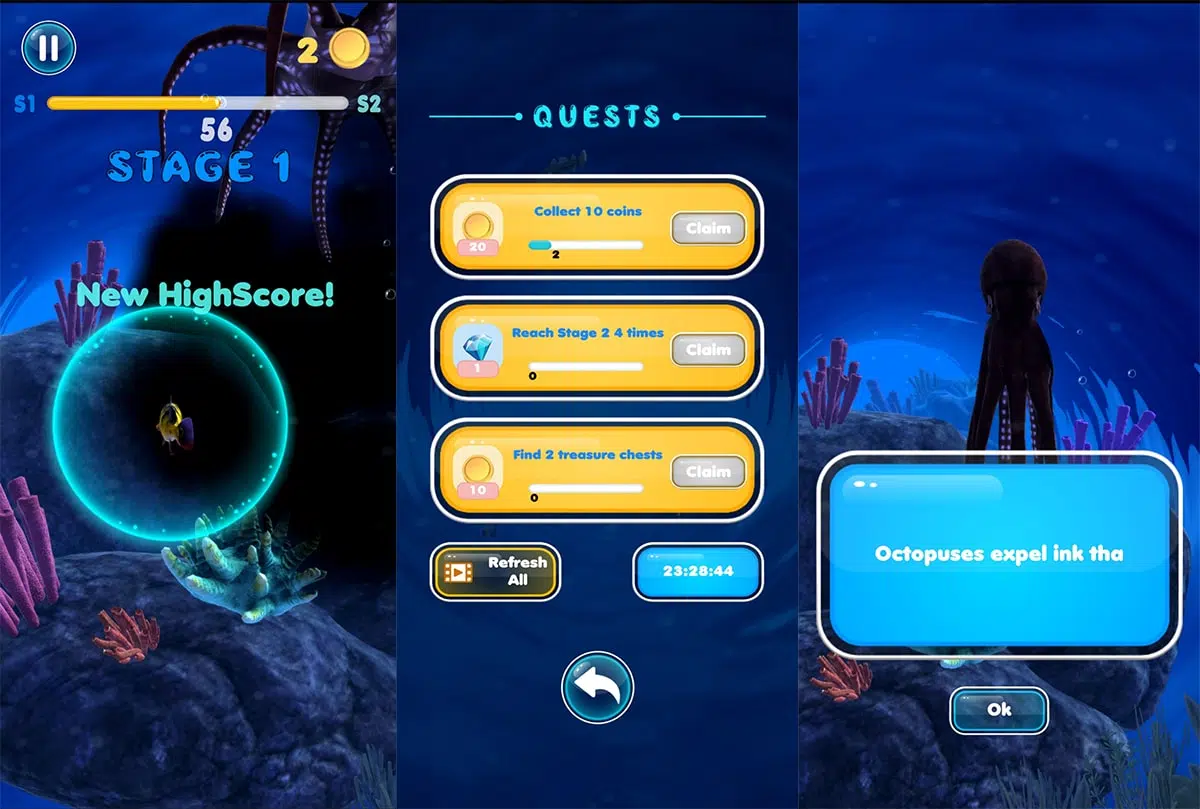 2
S1
S2
56
STAGE 1
New HighScore!
QUESTS
Collect 10 coins
20
Claim
2
Reach Stage 2 4 times
1
Claim
0
Find 2 treasure chests
10
Claim
0
Refresh
All
23:28:44
Octopuses expel ink tha
Ok